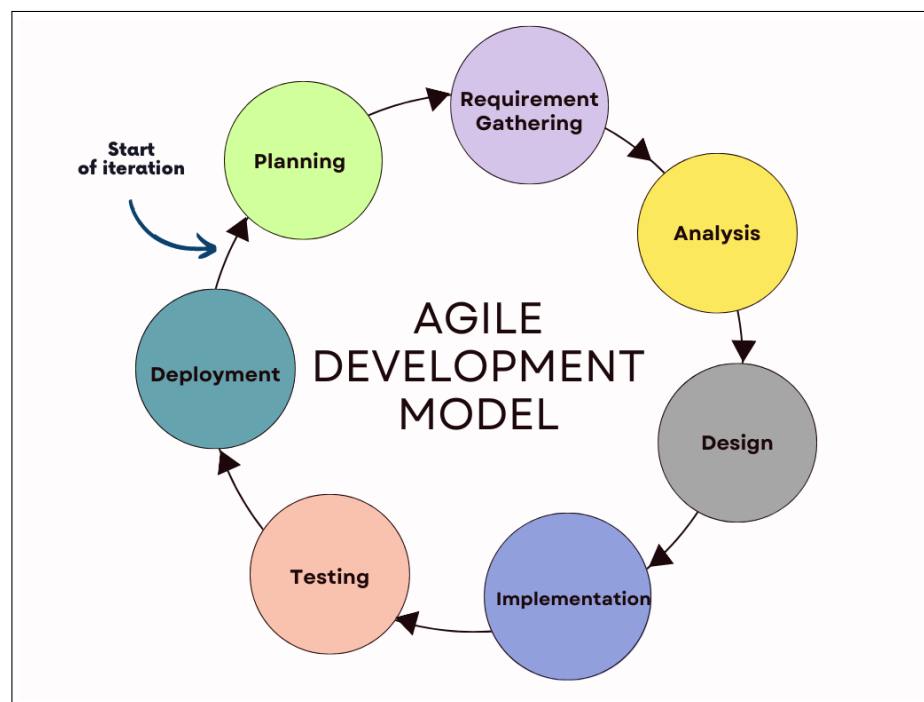 Requirement
Gathering
Planning
Start
of iteration
Analysis
AGILE
DEVELOPMENT
MODEL
Deployment
Design
Testing
Implementation